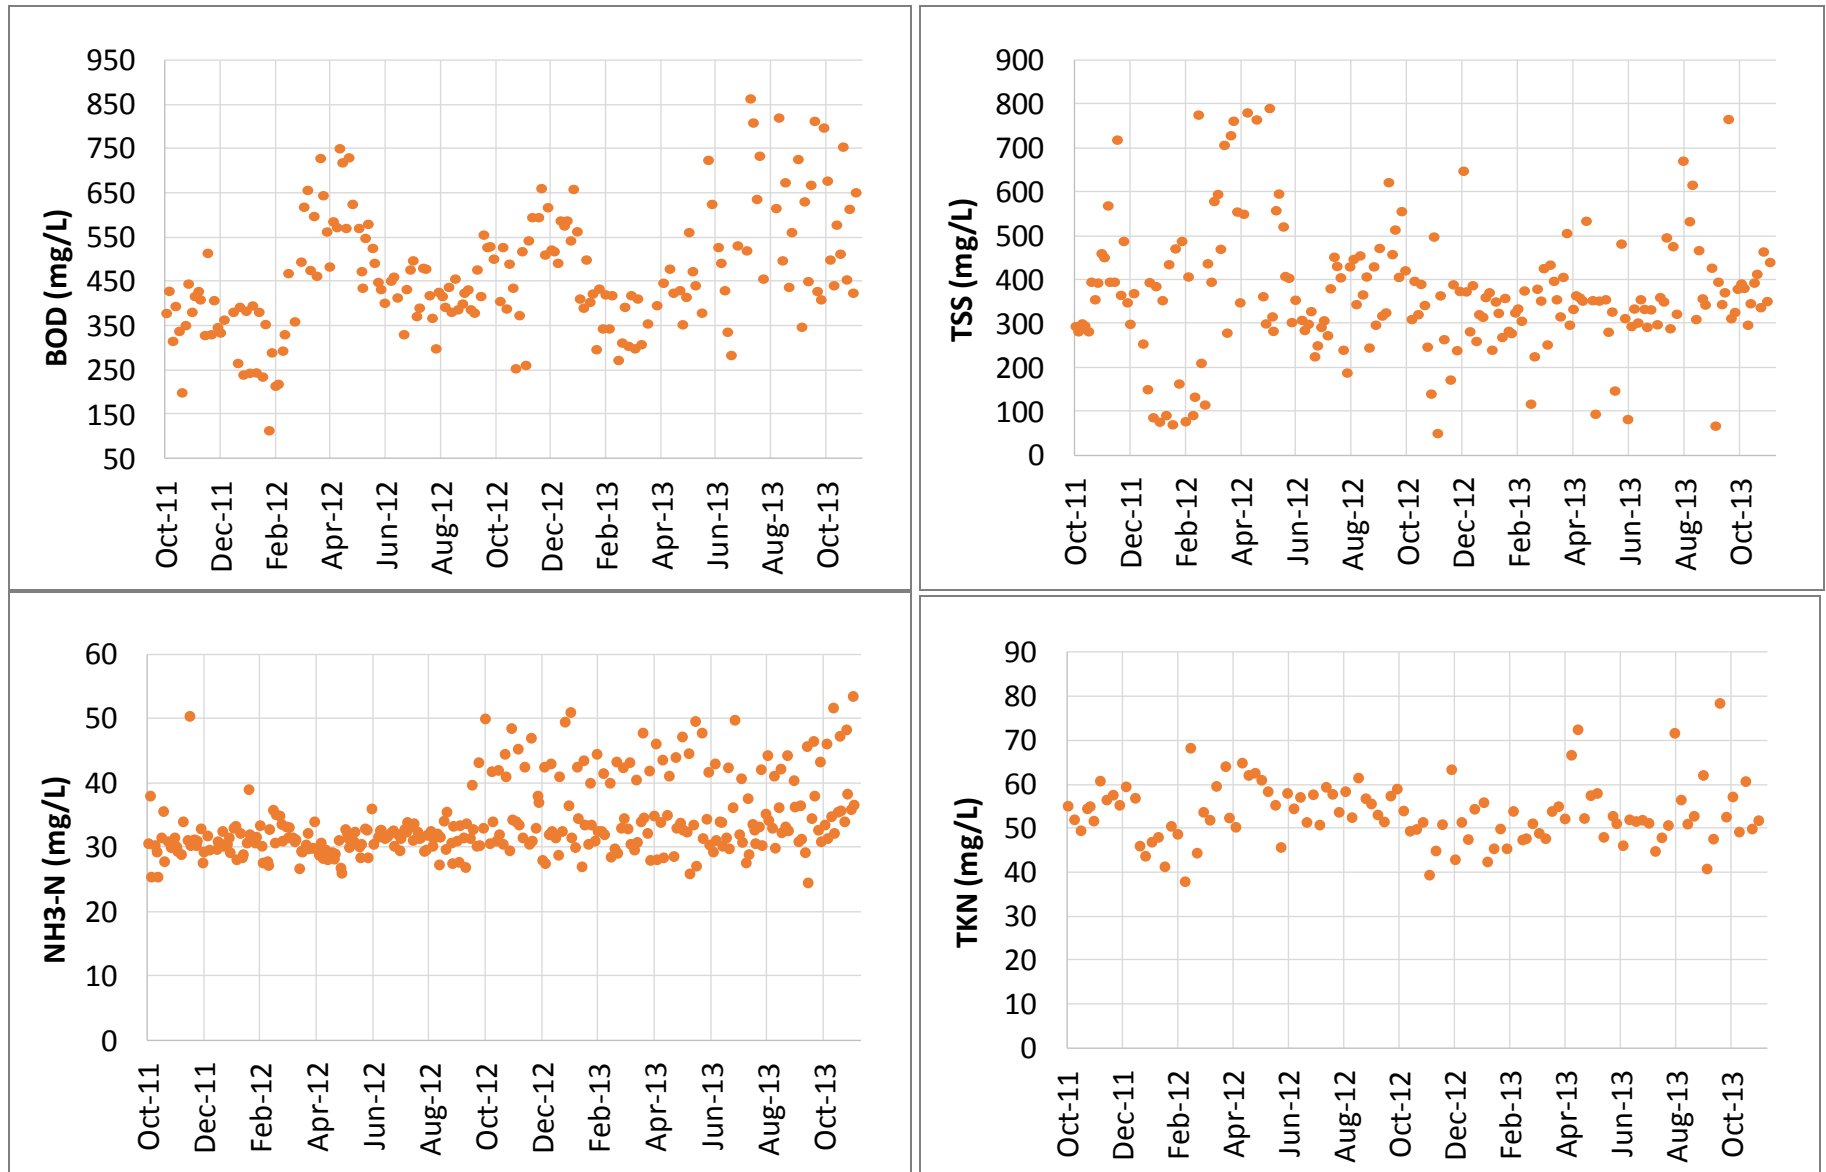 BOD (mg/L)
950
850
750
650
550
450
350
250
150
50
Oct-11
Dec-11
Feb-12
Apr-12
Jun-12
Aug-12
Oct-12
Dec-12
Feb-13
Apr-13
Jun-13
Aug-13
Oct-13
TSS (mg/L)
900
800
700
600
500
400
300
200
100
0
Oct-11
Dec-11
Feb-12
Apr-12
Jun-12
Aug-12
Oct-12
Dec-12
Feb-13
Apr-13
Jun-13
Aug-13
Oct-13
NH3-N (mg/L)
60
50
40
30
20
10
0
Oct-11
Dec-11
Feb-12
Apr-12
Jun-12
Aug-12
Oct-12
Dec-12
Feb-13
Apr-13
Jun-13
Aug-13
Oct-13
TKN (mg/L)
90
80
70
60
50
40
30
20
10
0
Oct-11
Dec-11
Feb-12
Apr-12
Jun-12
Aug-12
Oct-12
Dec-12
Feb-13
Apr-13
Jun-13
Aug-13
Oct-13